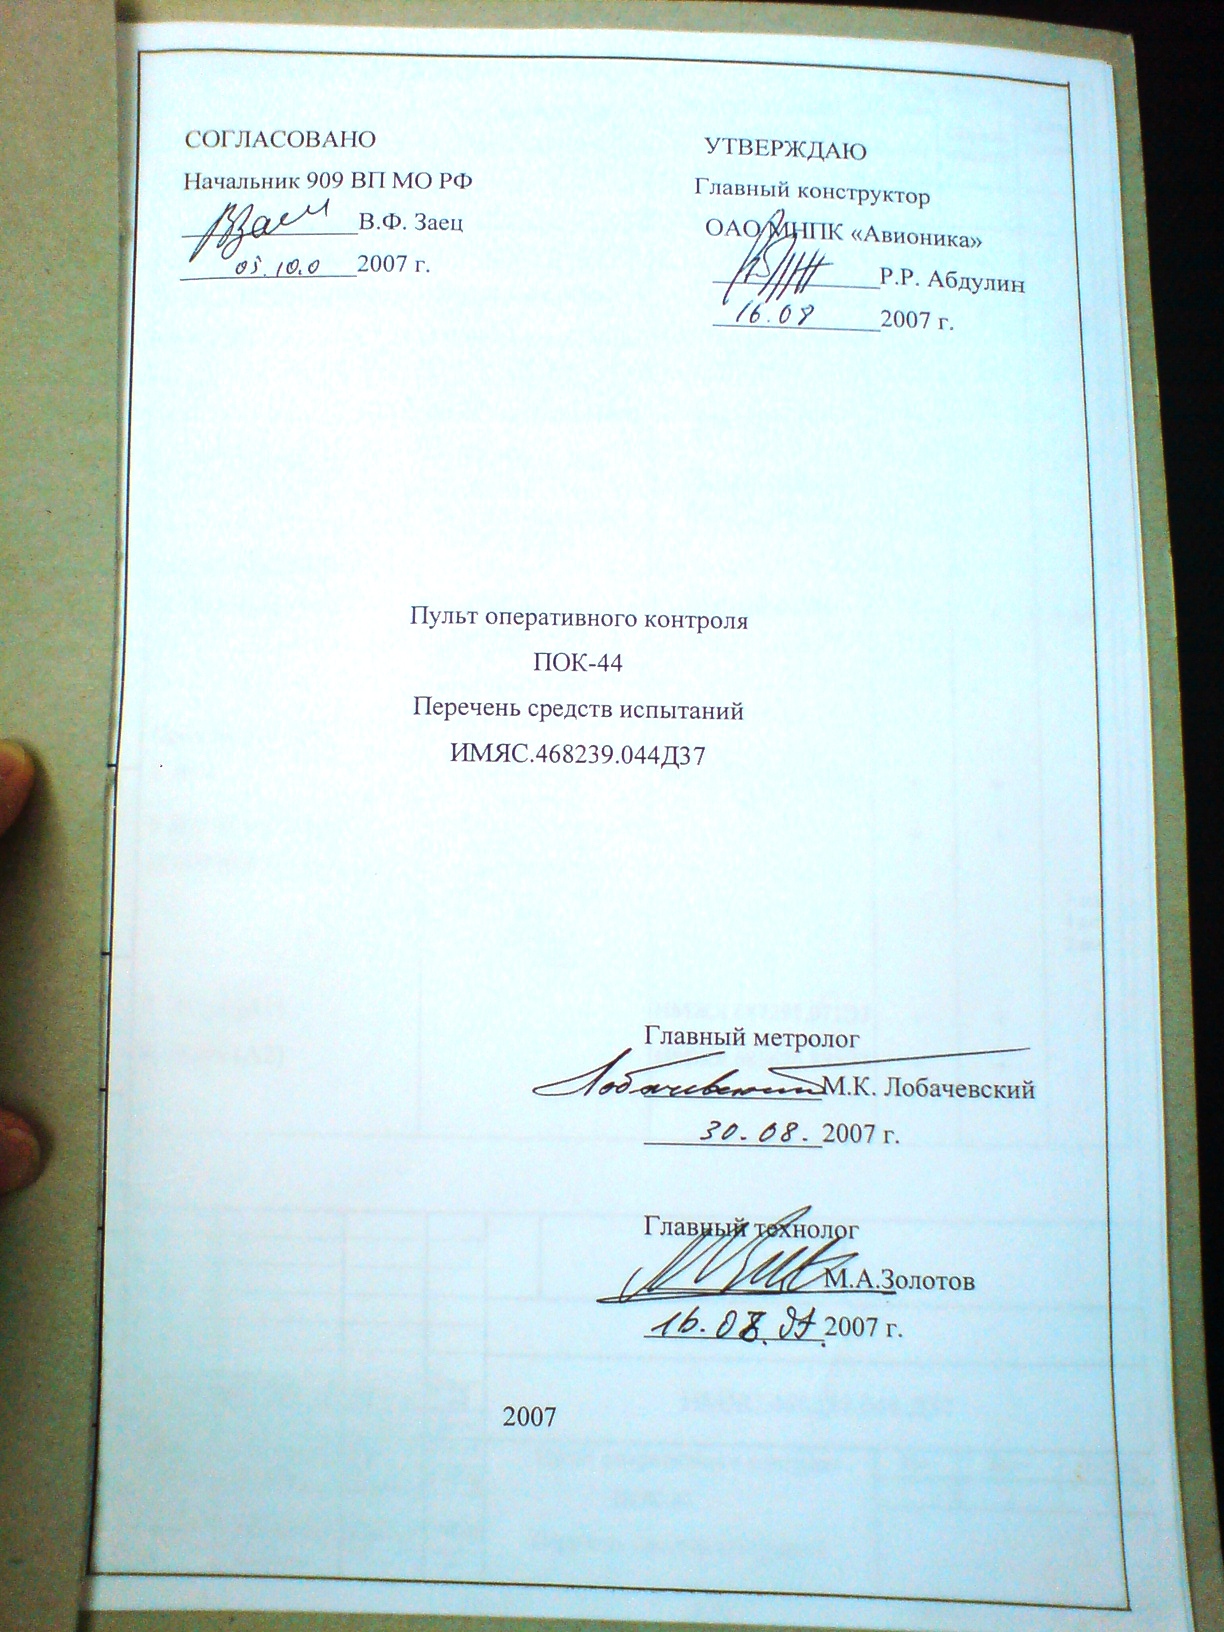 СОГЛАСОВАНО
Начальник 909 ВП МО РФ
В.Ф. Заец
05.10.0 2007 г.
УТВЕРЖДАЮ
Главный конструктор
ОАО МНПК «Авионика»
Р.Р. Абдулин
16.08 2007 г.
Пульт оперативного контроля
ПОК-44
Перечень средств испытаний
ИМЯС.468239.044Д37
Главный метролог
Лобачевский М.К. Лобачевский
30.08. 2007 г.
Главный технолог
М.А.Золотов
16.08.07. 2007 г.
2007